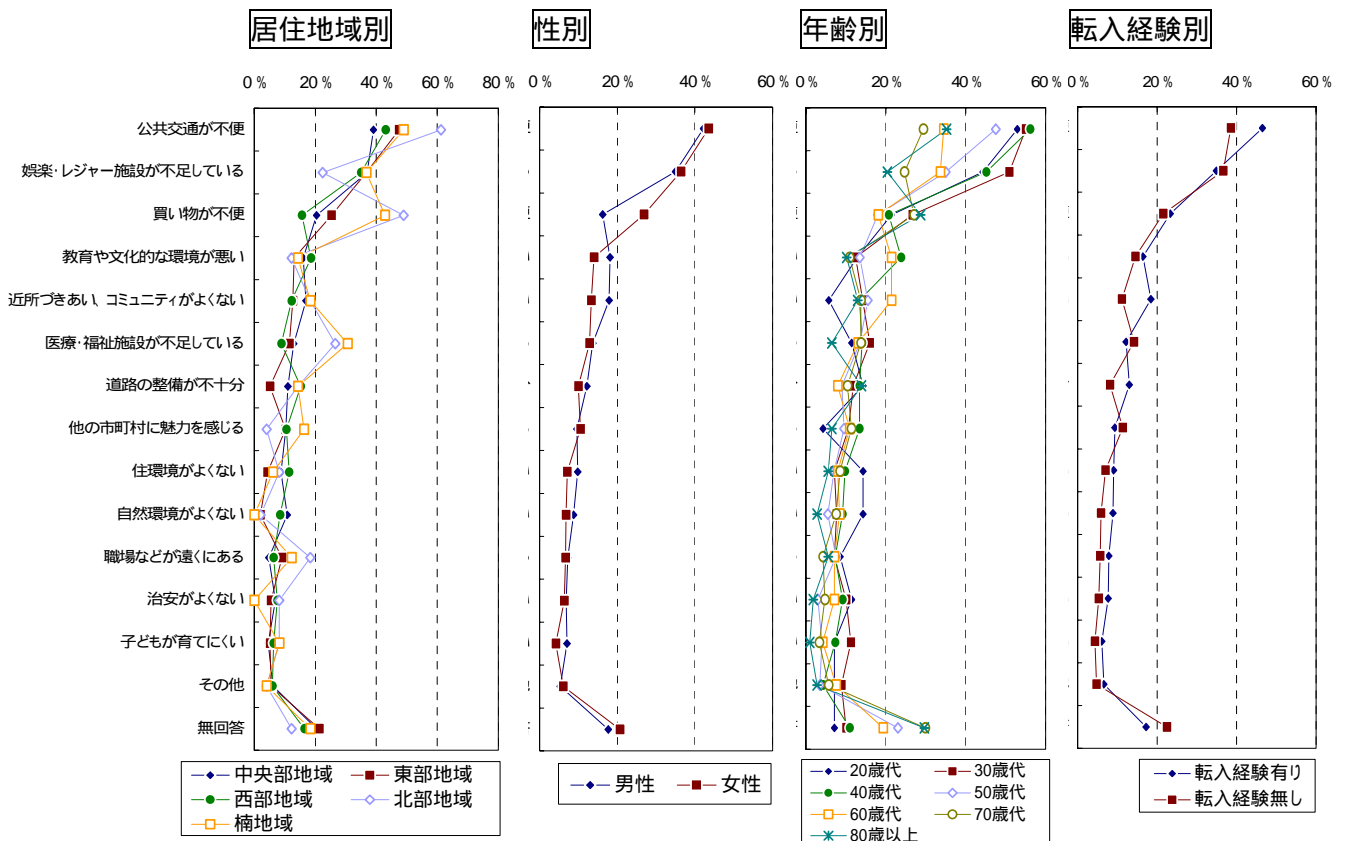 居住地域別 性別 年齢別 転入経験別
0% 20% 40% 60% 80% 0% 20% 40% 60% 0% 20% 40% 60% 0% 20% 40% 60%
公共交通が不便
娯楽・レジャー施設が不足している
買い物が不便
教育や文化的な環境が悪い
近所づきあい、コミュニティがよくない
医療・福祉施設が不足している
道路の整備が不十分
他の市町村に魅力を感じる
住環境がよくない
自然環境がよくない
職場などが遠くにある
治安がよくない
子どもが育てにくい
その他
無回答
中央部地域 東部地域
西部地域 北部地域
楠地域
男性 女性
20歳代 30歳代
40歳代 50歳代
60歳代 70歳代
80歳以上
転入経験有り
転入経験無し